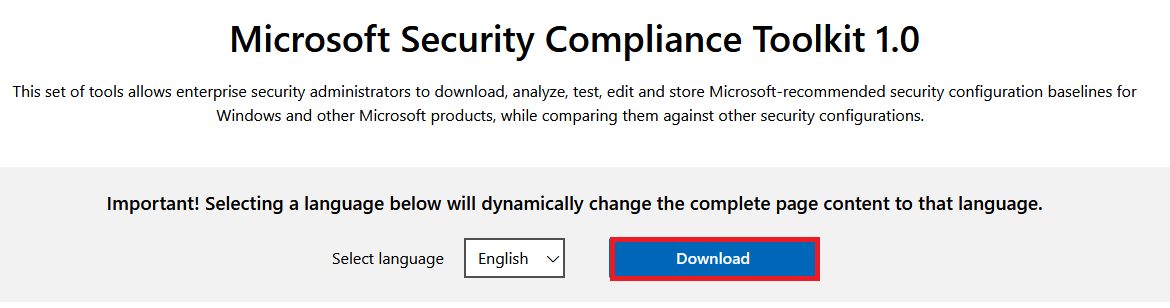 Microsoft Security Compliance Toolkit 1.0
This set of tools allows enterprise security administrators to download, analyze, test, edit and store Microsoft-recommended security configuration baselines for
Windows and other Microsoft products, while comparing them against other security configurations.
Important! Selecting a language below will dynamically change the complete page content to that language.
Select language English Download